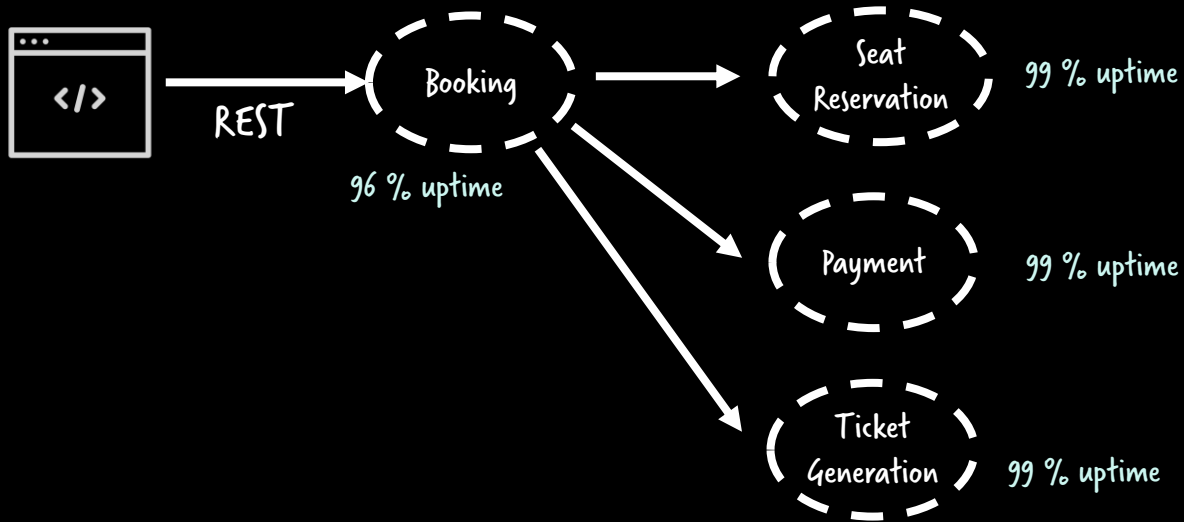 </>
REST
Booking
96 % uptime
Seat
Reservation
99 % uptime
Payment
99 % uptime
Ticket
Generation
99 % uptime